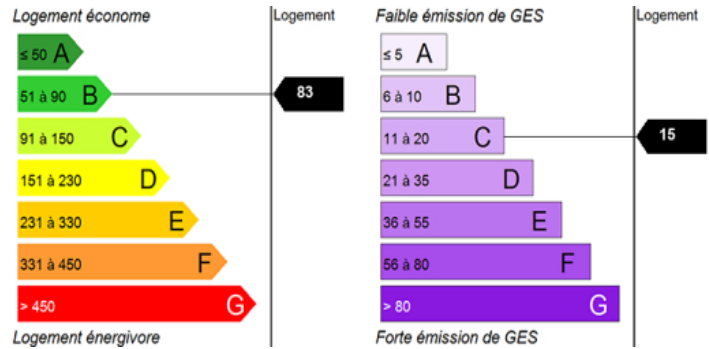 Logement économe
Logement
≤ 50 A
51 à 90 B
83
91 à 150 C
151 à 230 D
231 à 330 E
331 à 450 F
> 450 G
Logement énergivore
Faible émission de GES
Logement
≤ 5 A
6 à 10 B
11 à 20 C
15
21 à 35 D
36 à 55 E
56 à 80 F
> 80 G
Forte émission de GES